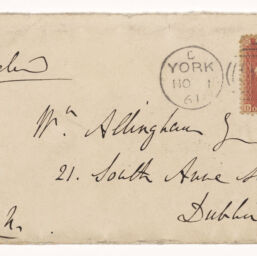 C
YORK
NO 1
61
Wm Allingham
21. South Anne S
Dublin